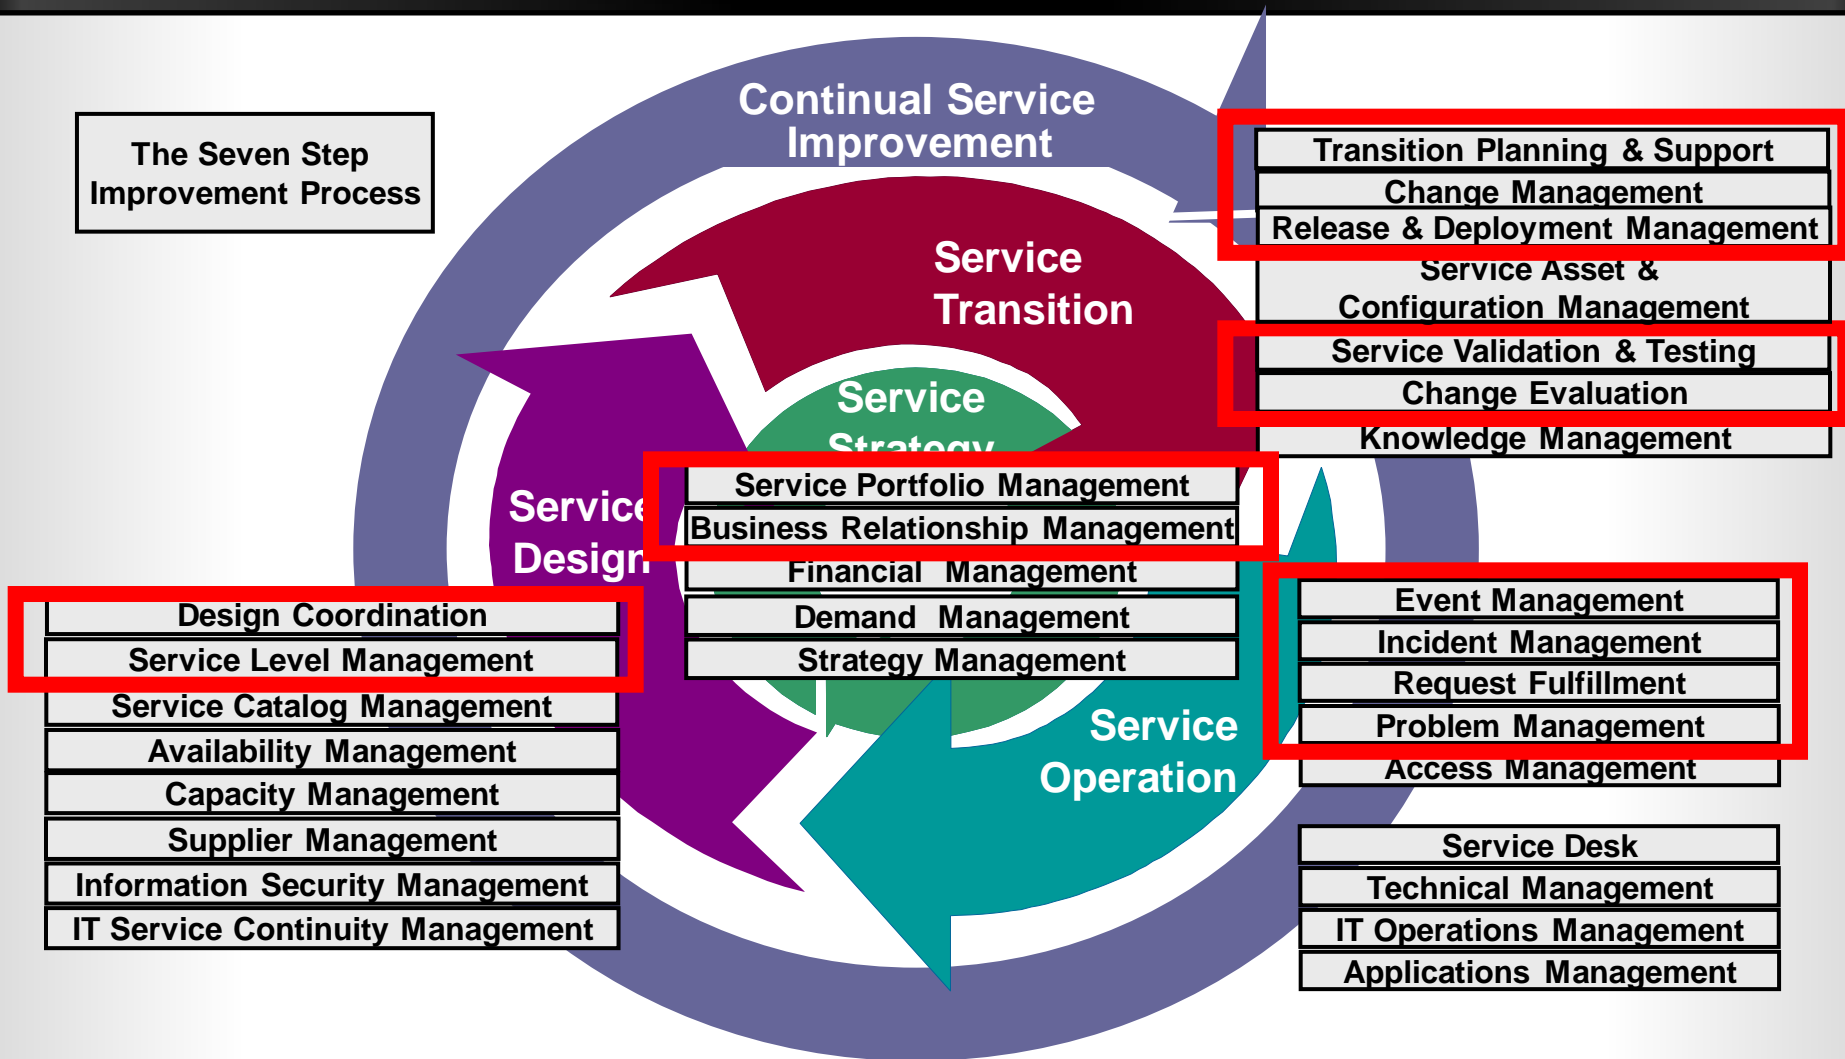 Continual Service
Improvement
The Seven Step
Improvement Process
Transition Planning & Support
Change Management
Release & Deployment Management
Service Asset &
Configuration Management
Service Validation & Testing
Change Evaluation
Knowledge Management
Service
Transition
Service
Strategy
Service Portfolio Management
Business Relationship Management
Financial Management
Demand Management
Strategy Management
Service
Design
Design Coordination
Service Level Management
Service Catalog Management
Availability Management
Capacity Management
Supplier Management
Information Security Management
IT Service Continuity Management
Service
Operation
Event Management
Incident Management
Request Fulfillment
Problem Management
Access Management
Service Desk
Technical Management
IT Operations Management
Applications Management